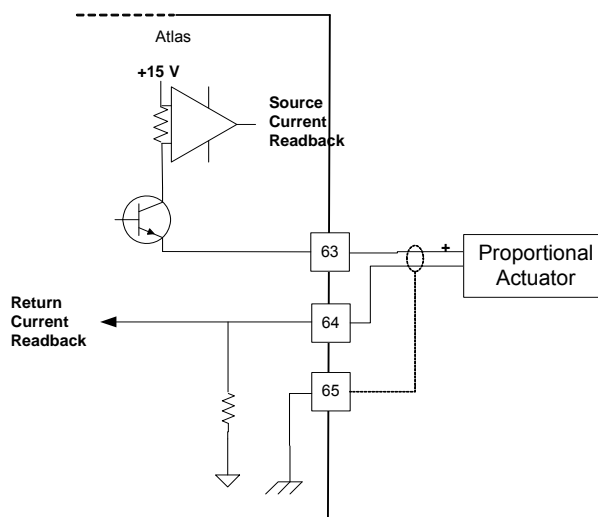 Atlas
+15 V
Source
Current
Readback
63
+
Proportional
Actuator
Return
Current
Readback
64
65